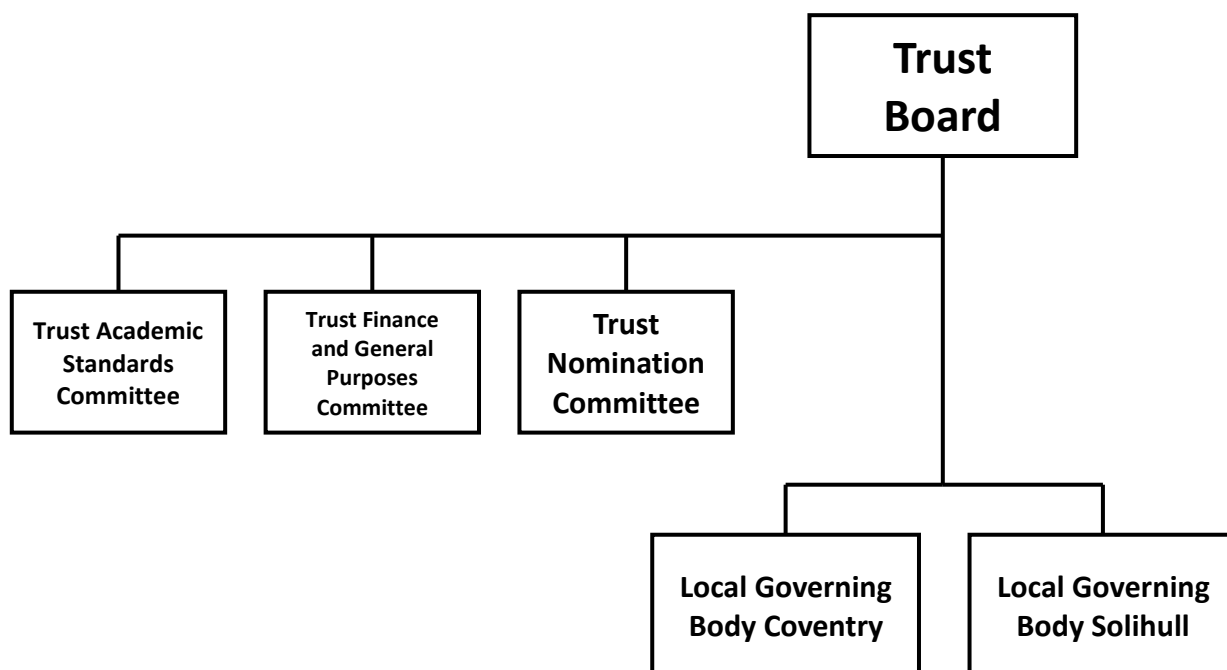 Trust
Board
Trust Academic
Standards
Committee
Trust Finance
and General
Purposes
Committee
Trust
Nomination
Committee
Local Governing
Body Coventry
Local Governing
Body Solihull